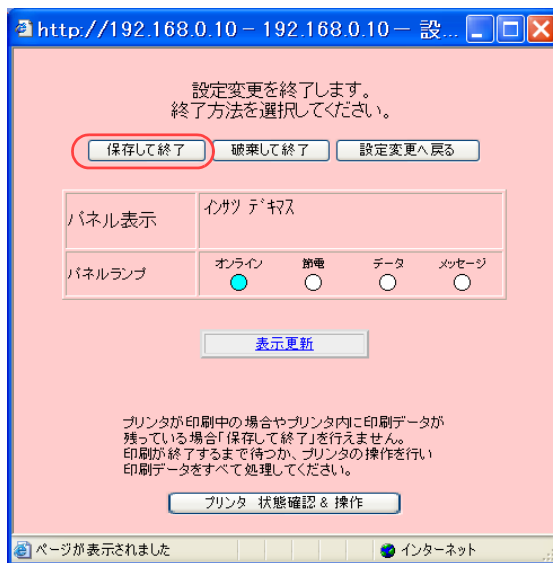 http://192.168.0.10 - 192.168.0.10 - 設...
設定変更を終了します。
終了方法を選択してください。
保存して終了 破棄して終了 設定変更へ戻る
パネル表示 インサツ デキマス
パネルランプ オンライン 節電 データ メッセージ
表示更新
プリンタが印刷中の場合やプリンタ内に印刷データが
残っている場合「保存して終了」を行えません。
印刷が終了するまで待つか、プリンタの操作を行い
印刷データをすべて処理してください。
プリンタ 状態確認 & 操作
ページが表示されました インターネット